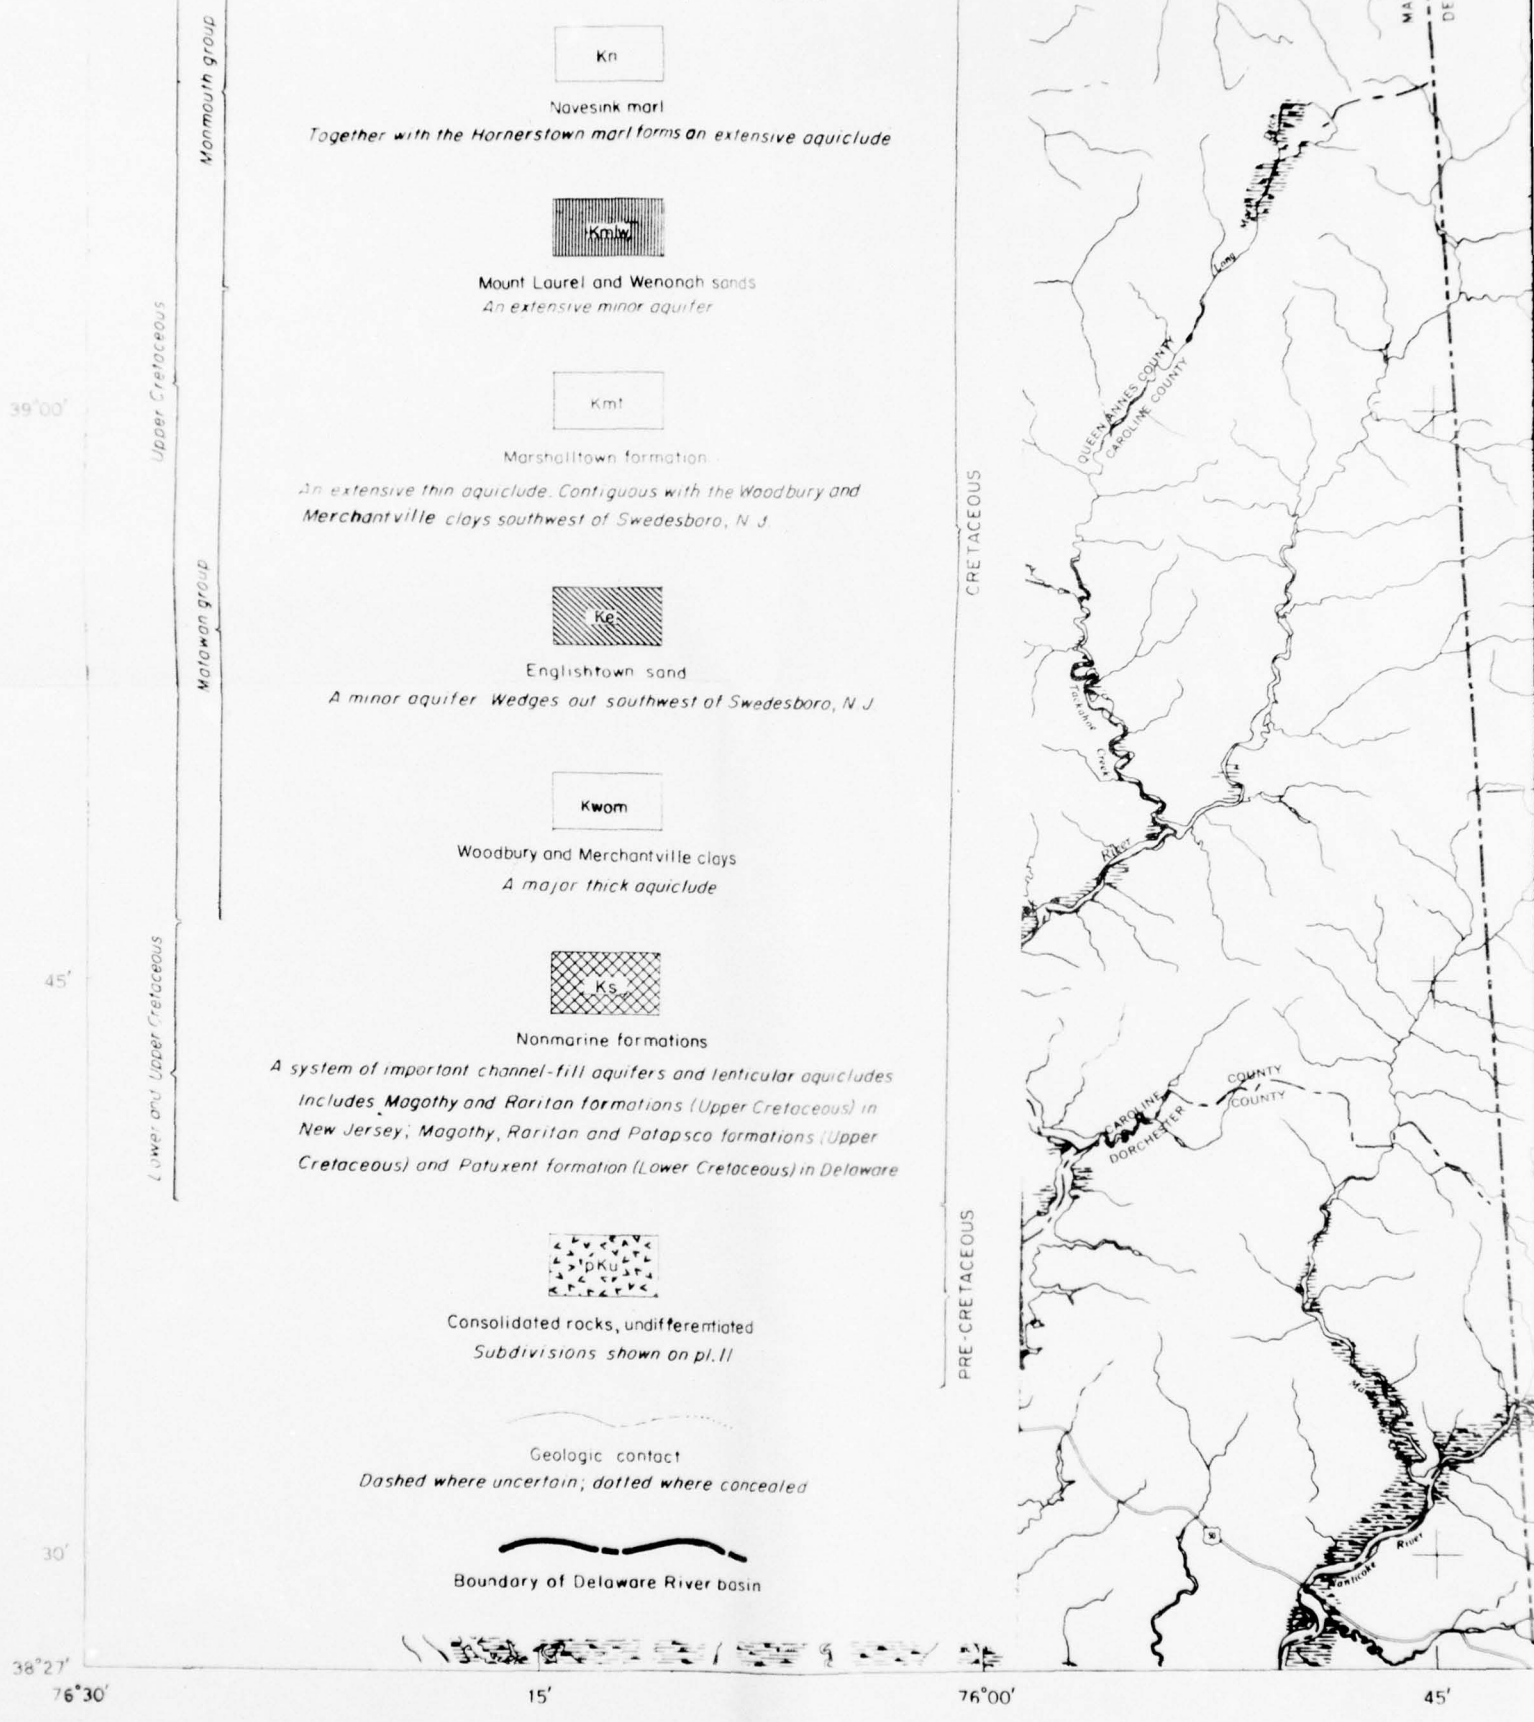 Monmouth group
Kn
Navesink marl
Together with the Hornerstown marl forms an extensive aquiclude
Kmlw
Mount Laurel and Wenonah sands
An extensive minor aquifer
Upper Cretaceous
Kmt
Marshalltown formation
An extensive thin aquiclude. Contiguous with the Woodbury and
Merchantville clays southwest of Swedesboro, N J
Matawan group
Ke
Englishtown sand
A minor aquifer Wedges out southwest of Swedesboro, N J
Kwom
Woodbury and Merchantville clays
A major thick aquiclude
Lower and Upper Cretaceous
Ks
Nonmarine formations
A system of important channel-fill aquifers and lenticular aquicludes
Includes Magothy and Raritan formations (Upper Cretaceous) in
New Jersey; Magothy, Raritan and Patapsco formations (Upper
Cretaceous) and Patuxent formation (Lower Cretaceous) in Delaware
CRETACEOUS
pKu
Consolidated rocks, undifferentiated
Subdivisions shown on pl. II
PRE-CRETACEOUS
Geologic contact
Dashed where uncertain; dotted where concealed
Boundary of Delaware River basin
39°00'
45'
30'
38°27'
76°30'
15'
76°00'
45'
MA
DE
Long
QUEEN ANNES COUNTY
CAROLINE COUNTY
Tuckahoe
Creek
River
CAROLINE COUNTY
DORCHESTER COUNTY
50
Nanticoke River